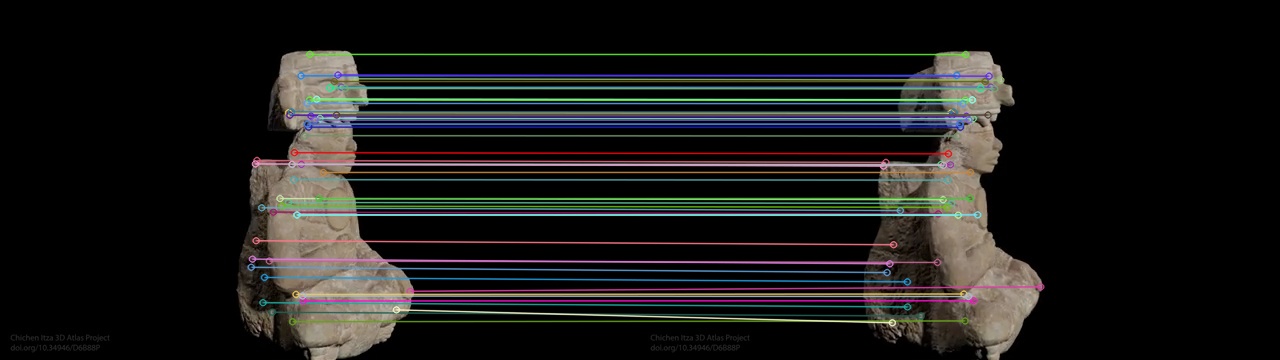 Chichen Itza 3D Atlas Project
doi.org/10.34946/D6B88P
Chichen Itza 3D Atlas Project
doi.org/10.34946/D6B88P